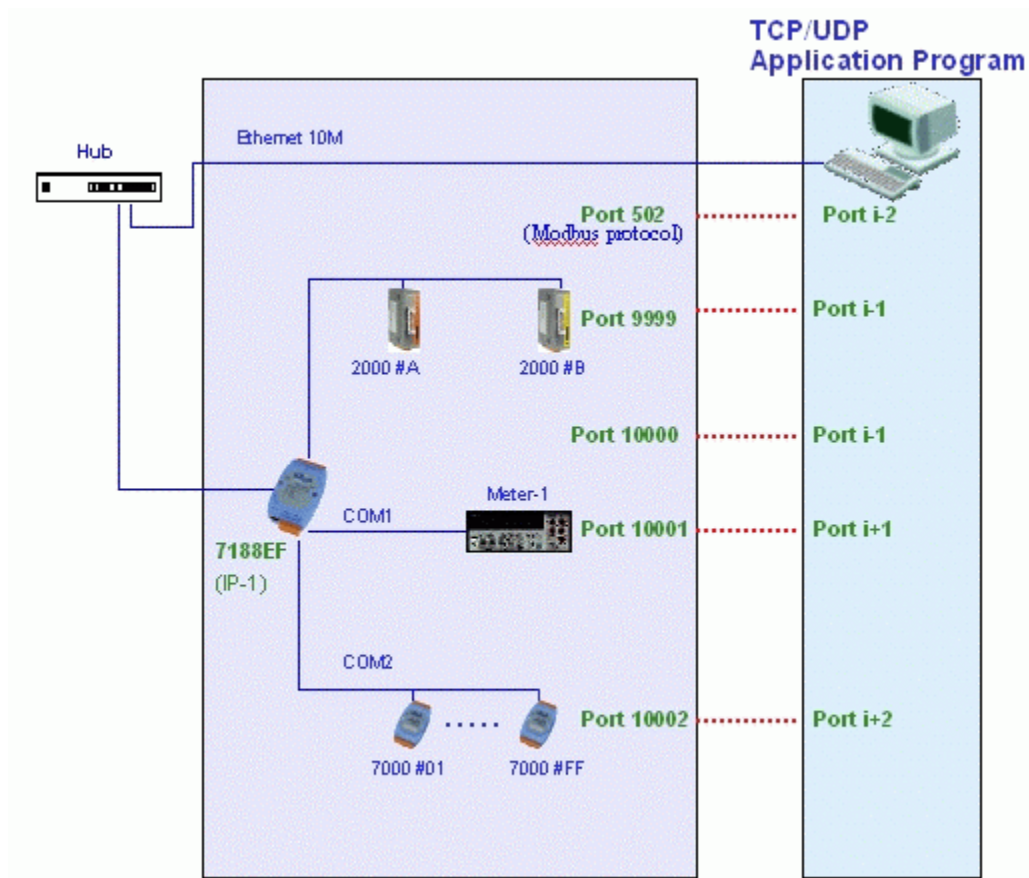 TCP/UDP
Application Program
Ethernet 10M
Hub
Port 502
Port i-2
(Modbus protocol)
Port 9999
Port i-1
2000 #A
2000 #B
Port 10000
Port i-1
Meter-1
COM1
Port 10001
Port i+1
7188EF
(IP-1)
COM2
Port 10002
Port i+2
7000 #01
7000 #FF